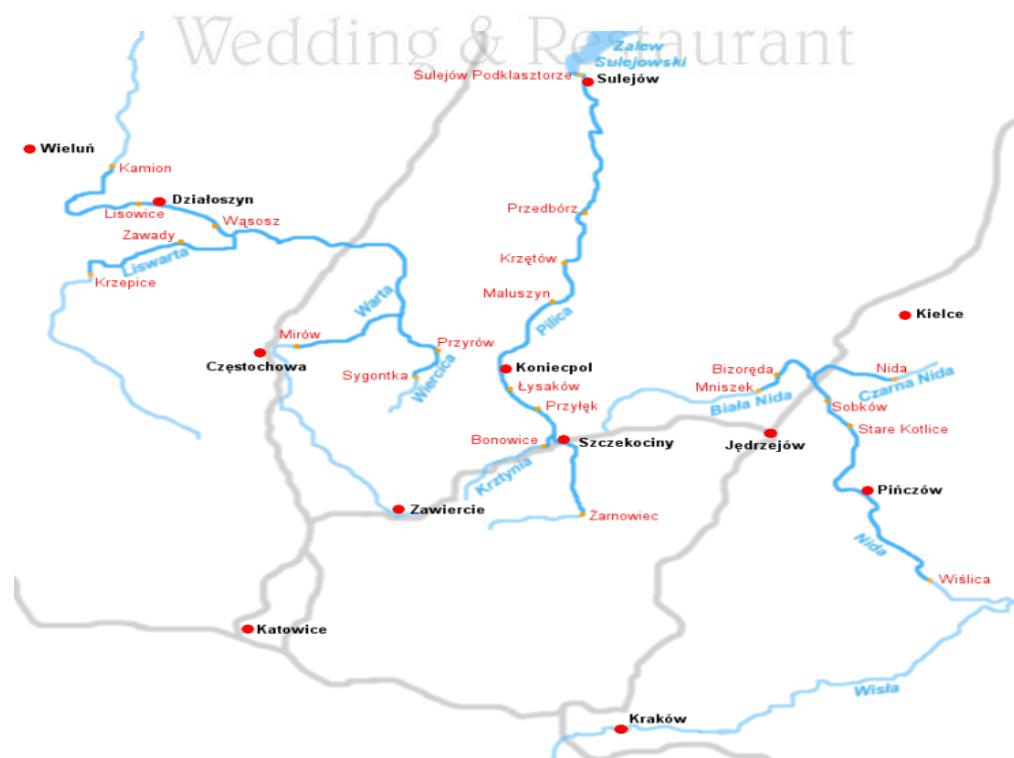 Wedding & Restaurant
Zalew
Sulejowski
Sulejów Podklasztorze
Sulejów
Wieluń
Kamion
Działoszyn
Lisowice
Wąsosz
Zawady
Liswarta
Krzepice
Przedbórz
Krzętów
Maluszyn
Pilica
Warta
Mirów
Częstochowa
Przyrów
Sygontka
Wiercica
Koniecpol
Łysaków
Przyłęk
Bonowice
Szczekociny
Krztynia
Zawiercie
Żarnowiec
Kielce
Bizoręda
Mniszek
Biała Nida
Nida
Czarna Nida
Sobków
Stare Kotlice
Jędrzejów
Pińczów
Nida
Wiślica
Katowice
Wisła
Kraków